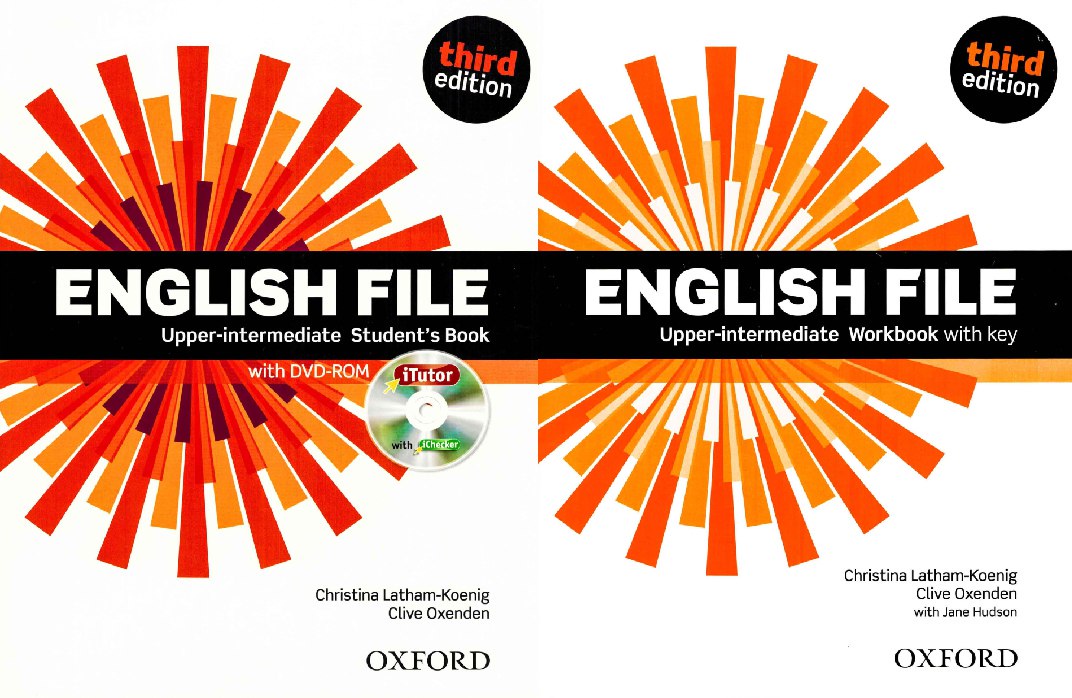 third
edition
ENGLISH FILE
Upper-intermediate Student's Book
with DVD-ROM
iTutor
with iChecker
Christina Latham-Koenig
Clive Oxenden
OXFORD
third
edition
ENGLISH FILE
Upper-intermediate Workbook with key
Christina Latham-Koenig
Clive Oxenden
with Jane Hudson
OXFORD